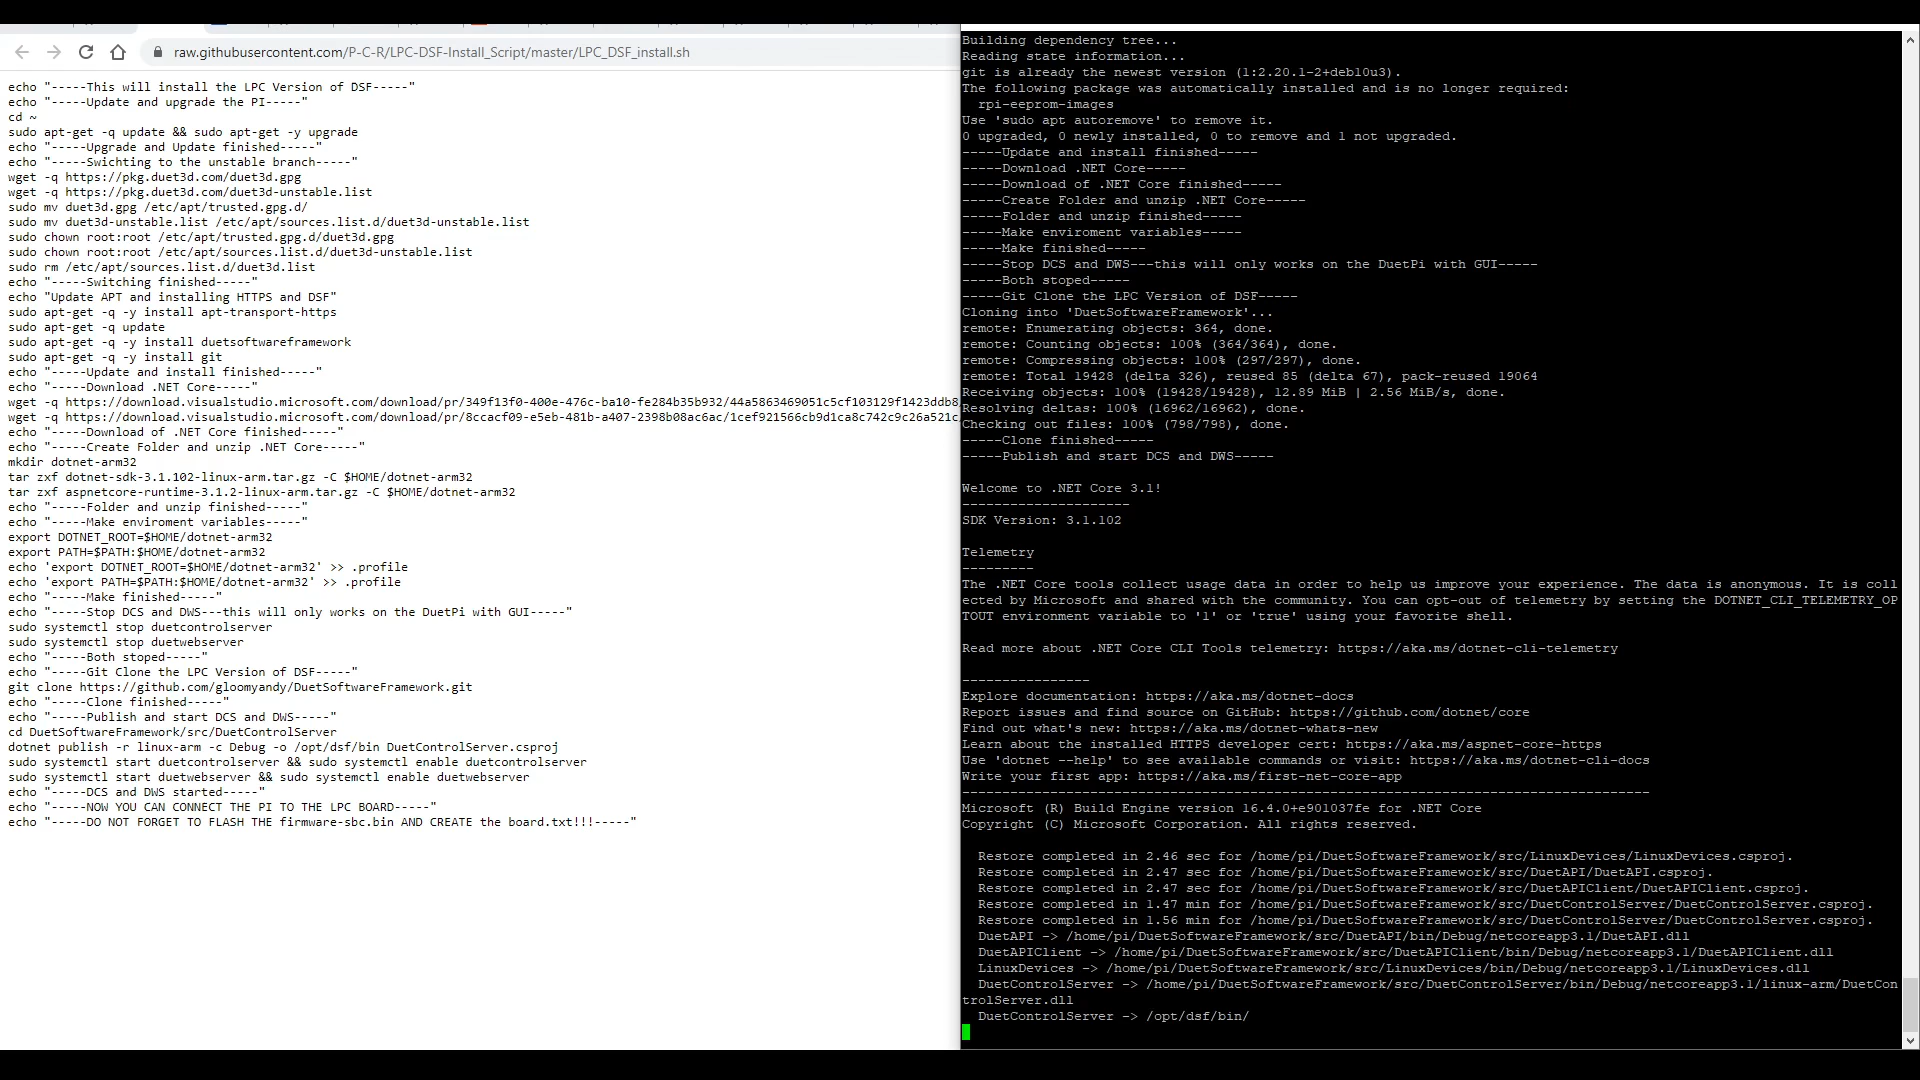 raw.githubusercontent.com/P-C-R/LPC-DSF-Install_Script/master/LPC_DSF_install.sh
echo "-----This will install the LPC Version of DSF-----"
echo "-----Update and upgrade the PI-----"
cd ~
sudo apt-get -q update && sudo apt-get -y upgrade
echo "-----Upgrade and Update finished-----"
echo "-----Swichting to the unstable branch-----"
wget -q https://pkg.duet3d.com/duet3d.gpg
wget -q https://pkg.duet3d.com/duet3d-unstable.list
sudo mv duet3d.gpg /etc/apt/trusted.gpg.d/
sudo mv duet3d-unstable.list /etc/apt/sources.list.d/duet3d-unstable.list
sudo chown root:root /etc/apt/trusted.gpg.d/duet3d.gpg
sudo chown root:root /etc/apt/sources.list.d/duet3d-unstable.list
sudo rm /etc/apt/sources.list.d/duet3d.list
echo "-----Switching finished-----"
echo "Update APT and installing HTTPS and DSF"
sudo apt-get -q -y install apt-transport-https
sudo apt-get -q update
sudo apt-get -q -y install duetsoftwareframework
sudo apt-get -q -y install git
echo "-----Update and install finished-----"
echo "-----Download .NET Core-----"
wget -q https://download.visualstudio.microsoft.com/download/pr/349f13f0-400e-476c-ba10-fe284b35b932/44a5863469051c5cf103129f1423ddb8
wget -q https://download.visualstudio.microsoft.com/download/pr/8ccacf09-e5eb-481b-a407-2398b08ac6ac/1cef921566cb9d1ca8c742c9c26a521c
echo "-----Download of .NET Core finished-----"
echo "-----Create Folder and unzip .NET Core-----"
mkdir dotnet-arm32
tar zxf dotnet-sdk-3.1.102-linux-arm.tar.gz -C $HOME/dotnet-arm32
tar zxf aspnetcore-runtime-3.1.2-linux-arm.tar.gz -C $HOME/dotnet-arm32
echo "-----Folder and unzip finished-----"
echo "-----Make enviroment variables-----"
export DOTNET_ROOT=$HOME/dotnet-arm32
export PATH=$PATH:$HOME/dotnet-arm32
echo 'export DOTNET_ROOT=$HOME/dotnet-arm32' >> .profile
echo 'export PATH=$PATH:$HOME/dotnet-arm32' >> .profile
echo "-----Make finished-----"
echo "-----Stop DCS and DWS---this will only works on the DuetPi with GUI-----"
sudo systemctl stop duetcontrolserver
sudo systemctl stop duetwebserver
echo "-----Both stoped-----"
echo "-----Git Clone the LPC Version of DSF-----"
git clone https://github.com/gloomyandy/DuetSoftwareFramework.git
echo "-----Clone finished-----"
echo "-----Publish and start DCS and DWS-----"
cd DuetSoftwareFramework/src/DuetControlServer
dotnet publish -r linux-arm -c Debug -o /opt/dsf/bin DuetControlServer.csproj
sudo systemctl start duetcontrolserver && sudo systemctl enable duetcontrolserver
sudo systemctl start duetwebserver && sudo systemctl enable duetwebserver
echo "-----DCS and DWS started-----"
echo "-----NOW YOU CAN CONNECT THE PI TO THE LPC BOARD-----"
echo "-----DO NOT FORGET TO FLASH THE firmware-sbc.bin AND CREATE the board.txt!!!-----"
Building dependency tree...
Reading state information...
git is already the newest version (1:2.20.1-2+deb10u3).
The following package was automatically installed and is no longer required:
rpi-eeprom-images
Use 'sudo apt autoremove' to remove it.
0 upgraded, 0 newly installed, 0 to remove and 1 not upgraded.
-----Update and install finished-----
-----Download .NET Core-----
-----Download of .NET Core finished-----
-----Create Folder and unzip .NET Core-----
-----Folder and unzip finished-----
-----Make enviroment variables-----
-----Make finished-----
-----Stop DCS and DWS---this will only works on the DuetPi with GUI-----
-----Both stoped-----
-----Git Clone the LPC Version of DSF-----
Cloning into 'DuetSoftwareFramework'...
remote: Enumerating objects: 364, done.
remote: Counting objects: 100% (364/364), done.
remote: Compressing objects: 100% (297/297), done.
remote: Total 19428 (delta 326), reused 85 (delta 67), pack-reused 19064
Receiving objects: 100% (19428/19428), 12.89 MiB | 2.56 MiB/s, done.
Resolving deltas: 100% (16962/16962), done.
Checking out files: 100% (798/798), done.
-----Clone finished-----
-----Publish and start DCS and DWS-----
Welcome to .NET Core 3.1!
---------------------
SDK Version: 3.1.102
Telemetry
---------
The .NET Core tools collect usage data in order to help us improve your experience. The data is anonymous. It is coll
ected by Microsoft and shared with the community. You can opt-out of telemetry by setting the DOTNET_CLI_TELEMETRY_OP
TOUT environment variable to '1' or 'true' using your favorite shell.
Read more about .NET Core CLI Tools telemetry: https://aka.ms/dotnet-cli-telemetry
----------------
Explore documentation: https://aka.ms/dotnet-docs
Report issues and find source on GitHub: https://github.com/dotnet/core
Find out what's new: https://aka.ms/dotnet-whats-new
Learn about the installed HTTPS developer cert: https://aka.ms/aspnet-core-https
Use 'dotnet --help' to see available commands or visit: https://aka.ms/dotnet-cli-docs
Write your first app: https://aka.ms/first-net-core-app
--------------------------------------------------------------------------------------
Microsoft (R) Build Engine version 16.4.0+e901037fe for .NET Core
Copyright (C) Microsoft Corporation. All rights reserved.
Restore completed in 2.46 sec for /home/pi/DuetSoftwareFramework/src/LinuxDevices/LinuxDevices.csproj.
Restore completed in 2.47 sec for /home/pi/DuetSoftwareFramework/src/DuetAPI/DuetAPI.csproj.
Restore completed in 2.47 sec for /home/pi/DuetSoftwareFramework/src/DuetAPIClient/DuetAPIClient.csproj.
Restore completed in 1.47 min for /home/pi/DuetSoftwareFramework/src/DuetControlServer/DuetControlServer.csproj.
Restore completed in 1.56 min for /home/pi/DuetSoftwareFramework/src/DuetControlServer/DuetControlServer.csproj.
DuetAPI -> /home/pi/DuetSoftwareFramework/src/DuetAPI/bin/Debug/netcoreapp3.1/DuetAPI.dll
DuetAPIClient -> /home/pi/DuetSoftwareFramework/src/DuetAPIClient/bin/Debug/netcoreapp3.1/DuetAPIClient.dll
LinuxDevices -> /home/pi/DuetSoftwareFramework/src/LinuxDevices/bin/Debug/netcoreapp3.1/LinuxDevices.dll
DuetControlServer -> /home/pi/DuetSoftwareFramework/src/DuetControlServer/bin/Debug/netcoreapp3.1/linux-arm/DuetCon
trolServer.dll
DuetControlServer -> /opt/dsf/bin/